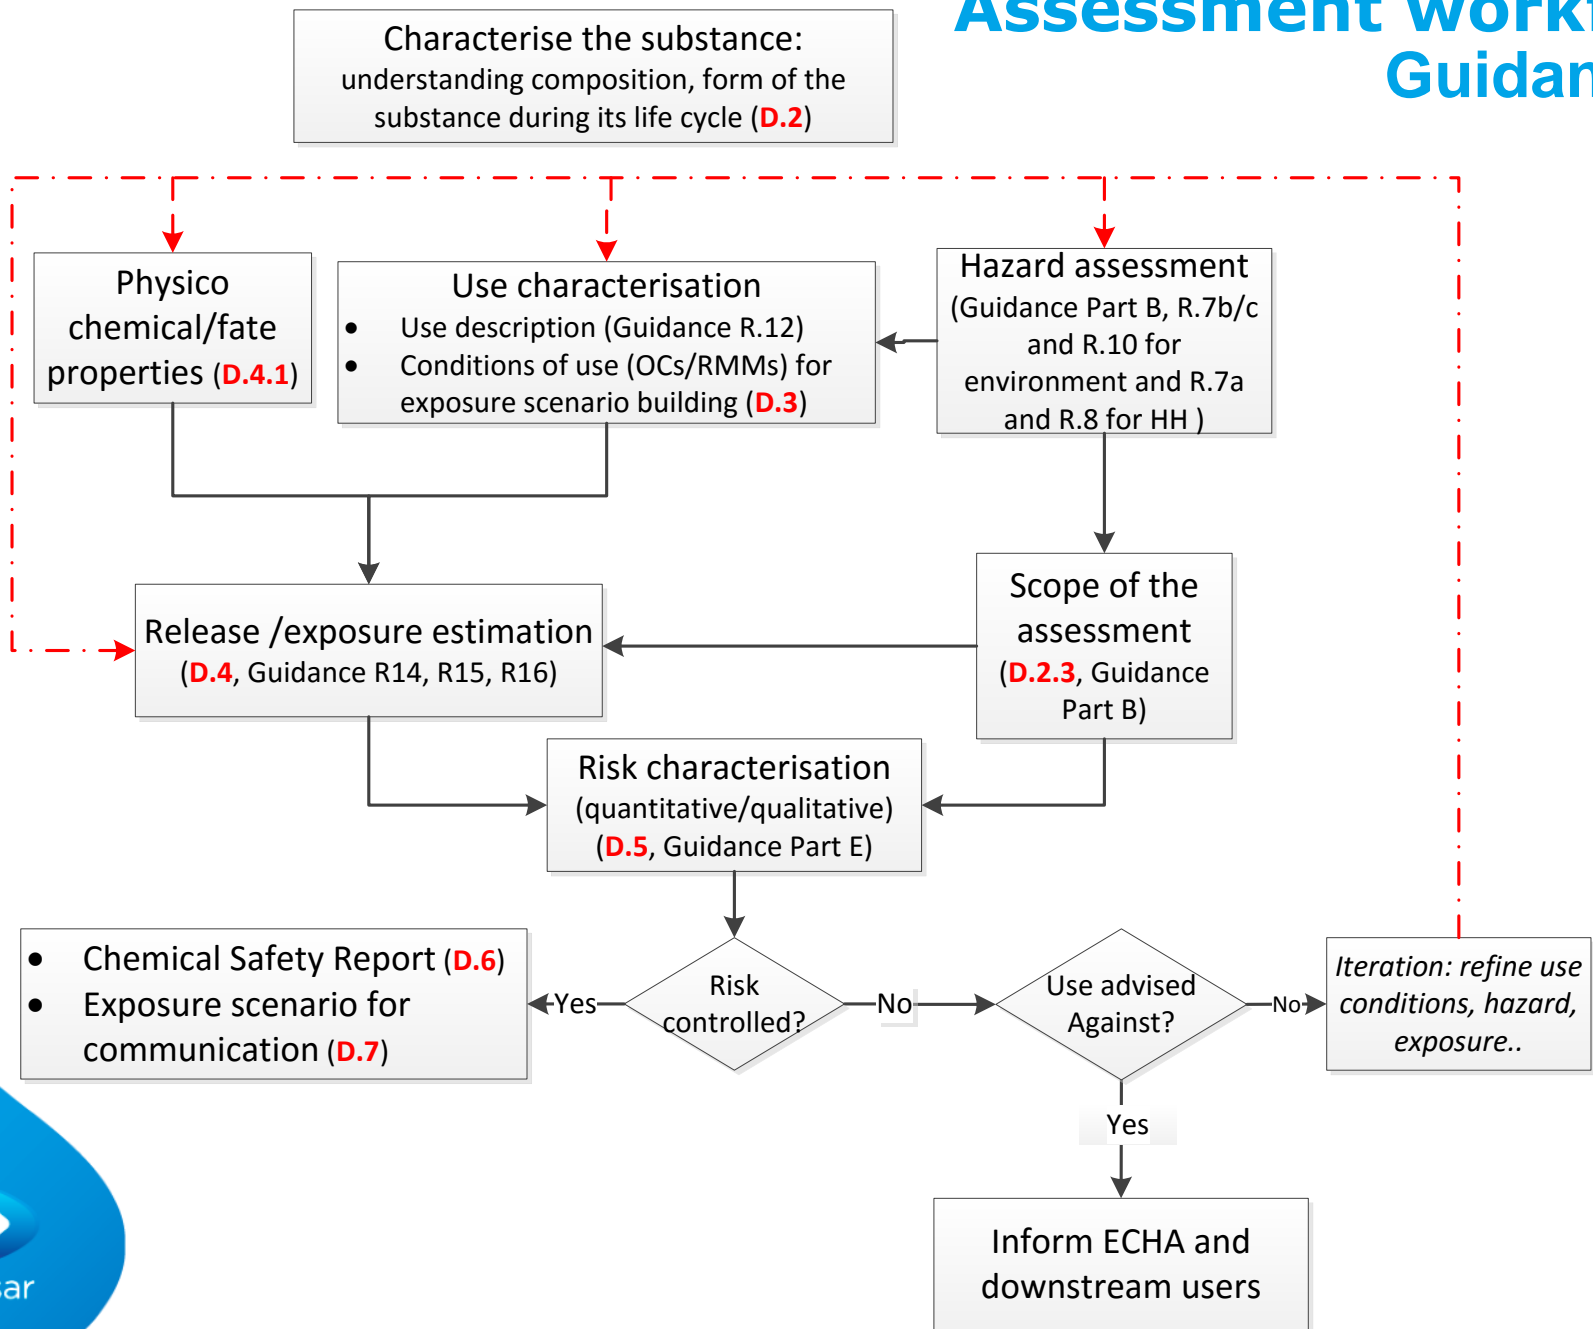 Assessment
Characterise the substance:
understanding composition, form of the
substance during its life cycle (D.2)
Physico
chemical/fate
properties (D.4.1)
Use characterisation
• Use description (Guidance R.12)
• Conditions of use (OCs/RMMs) for
exposure scenario building (D.3)
Hazard assessment
(Guidance Part B, R.7b/c
and R.10 for
environment and R.7a
and R.8 for HH )
Release /exposure estimation
(D.4, Guidance R14, R15, R16)
Scope of the
assessment
(D.2.3, Guidance
Part B)
Risk characterisation
(quantitative/qualitative)
(D.5, Guidance Part E)
• Chemical Safety Report (D.6)
• Exposure scenario for
communication (D.7)
Yes
Risk
controlled?
No
Use advised
Against?
No
Iteration: refine use
conditions, hazard,
exposure..
Yes
Inform ECHA and
downstream users